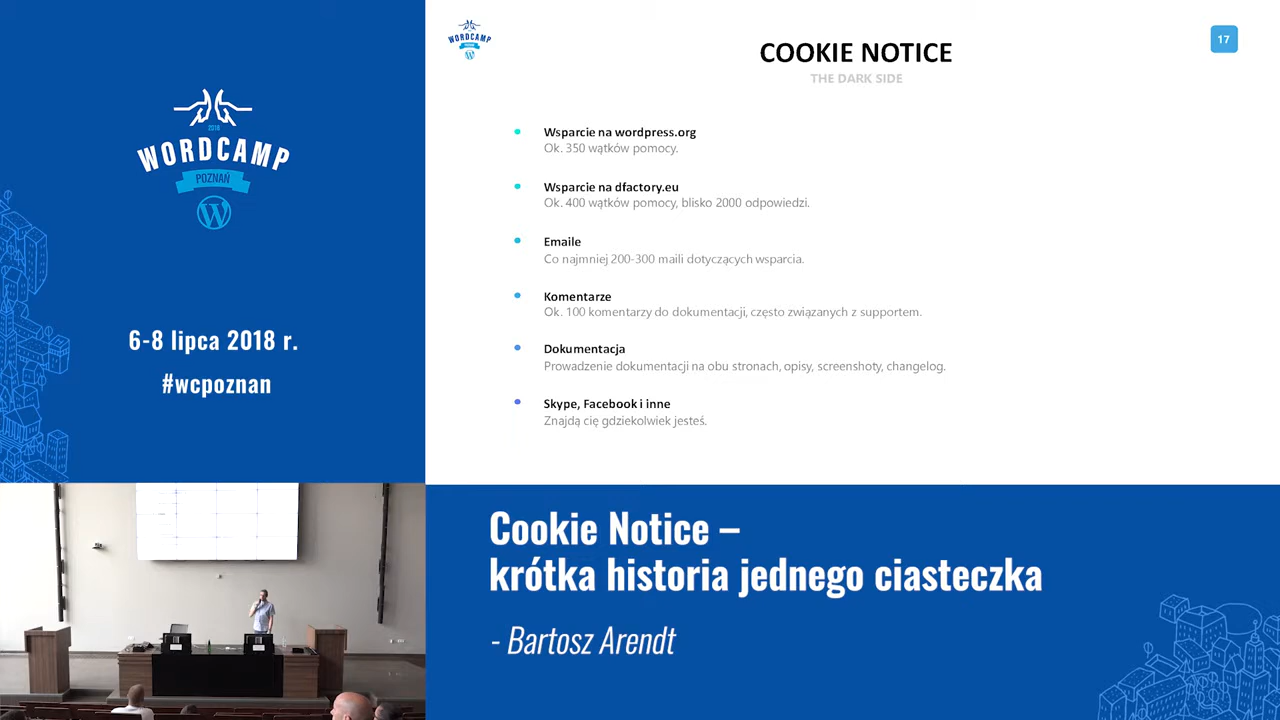 2018
WORDCAMP
POZNAŃ
6-8 lipca 2018 r.
#wcpoznan
WORDCAMP
COOKIE NOTICE
THE DARK SIDE
17
Wsparcie na wordpress.org
Ok. 350 wątków pomocy.
Wsparcie na dfactory.eu
Ok. 400 wątków pomocy, blisko 2000 odpowiedzi.
Emaile
Co najmniej 200-300 maili dotyczących wsparcia.
Komentarze
Ok. 100 komentarzy do dokumentacji, często związanych z supportem.
Dokumentacja
Prowadzenie dokumentacji na obu stronach, opisy, screenshoty, changelog.
Skype, Facebook i inne
Znajdą cię gdziekolwiek jesteś.
Cookie Notice –
krótka historia jednego ciasteczka
- Bartosz Arendt